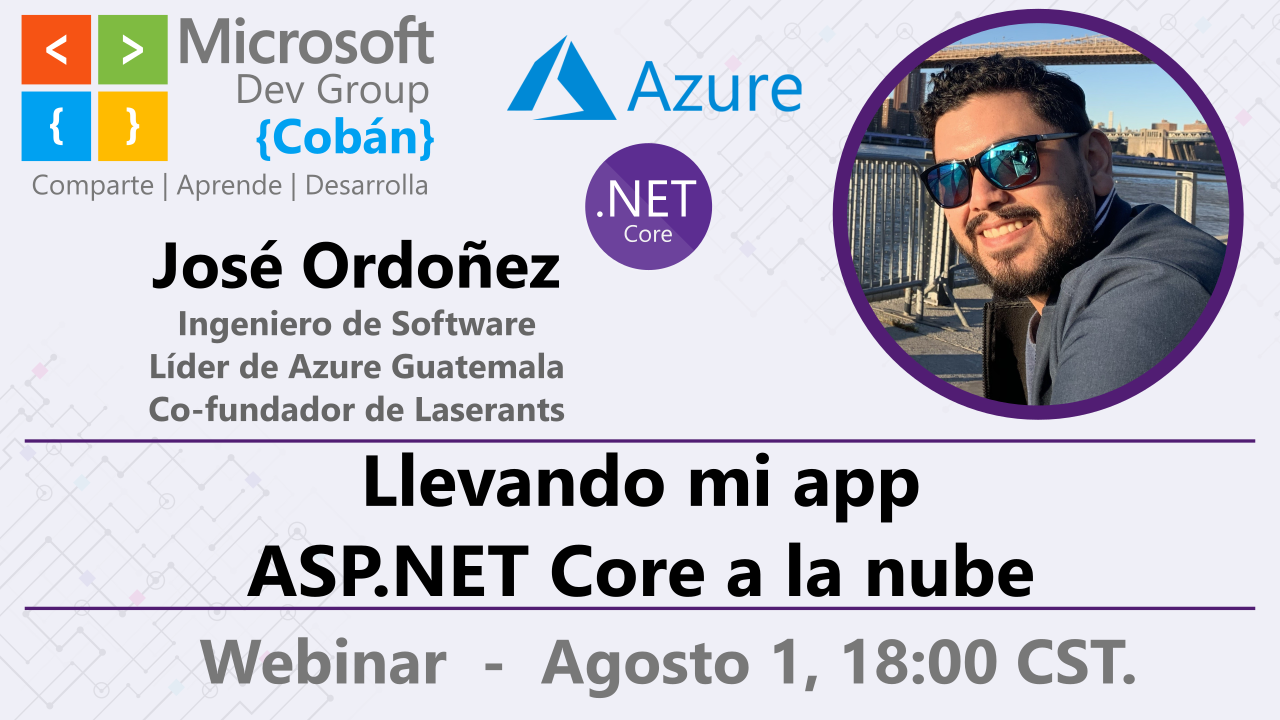 < >
{ }
Microsoft
Dev Group
{Cobán}
Comparte | Aprende | Desarrolla
Azure
.NET
Core
José Ordoñez
Ingeniero de Software
Líder de Azure Guatemala
Co-fundador de Laserants
Llevando mi app
ASP.NET Core a la nube
Webinar - Agosto 1, 18:00 CST.